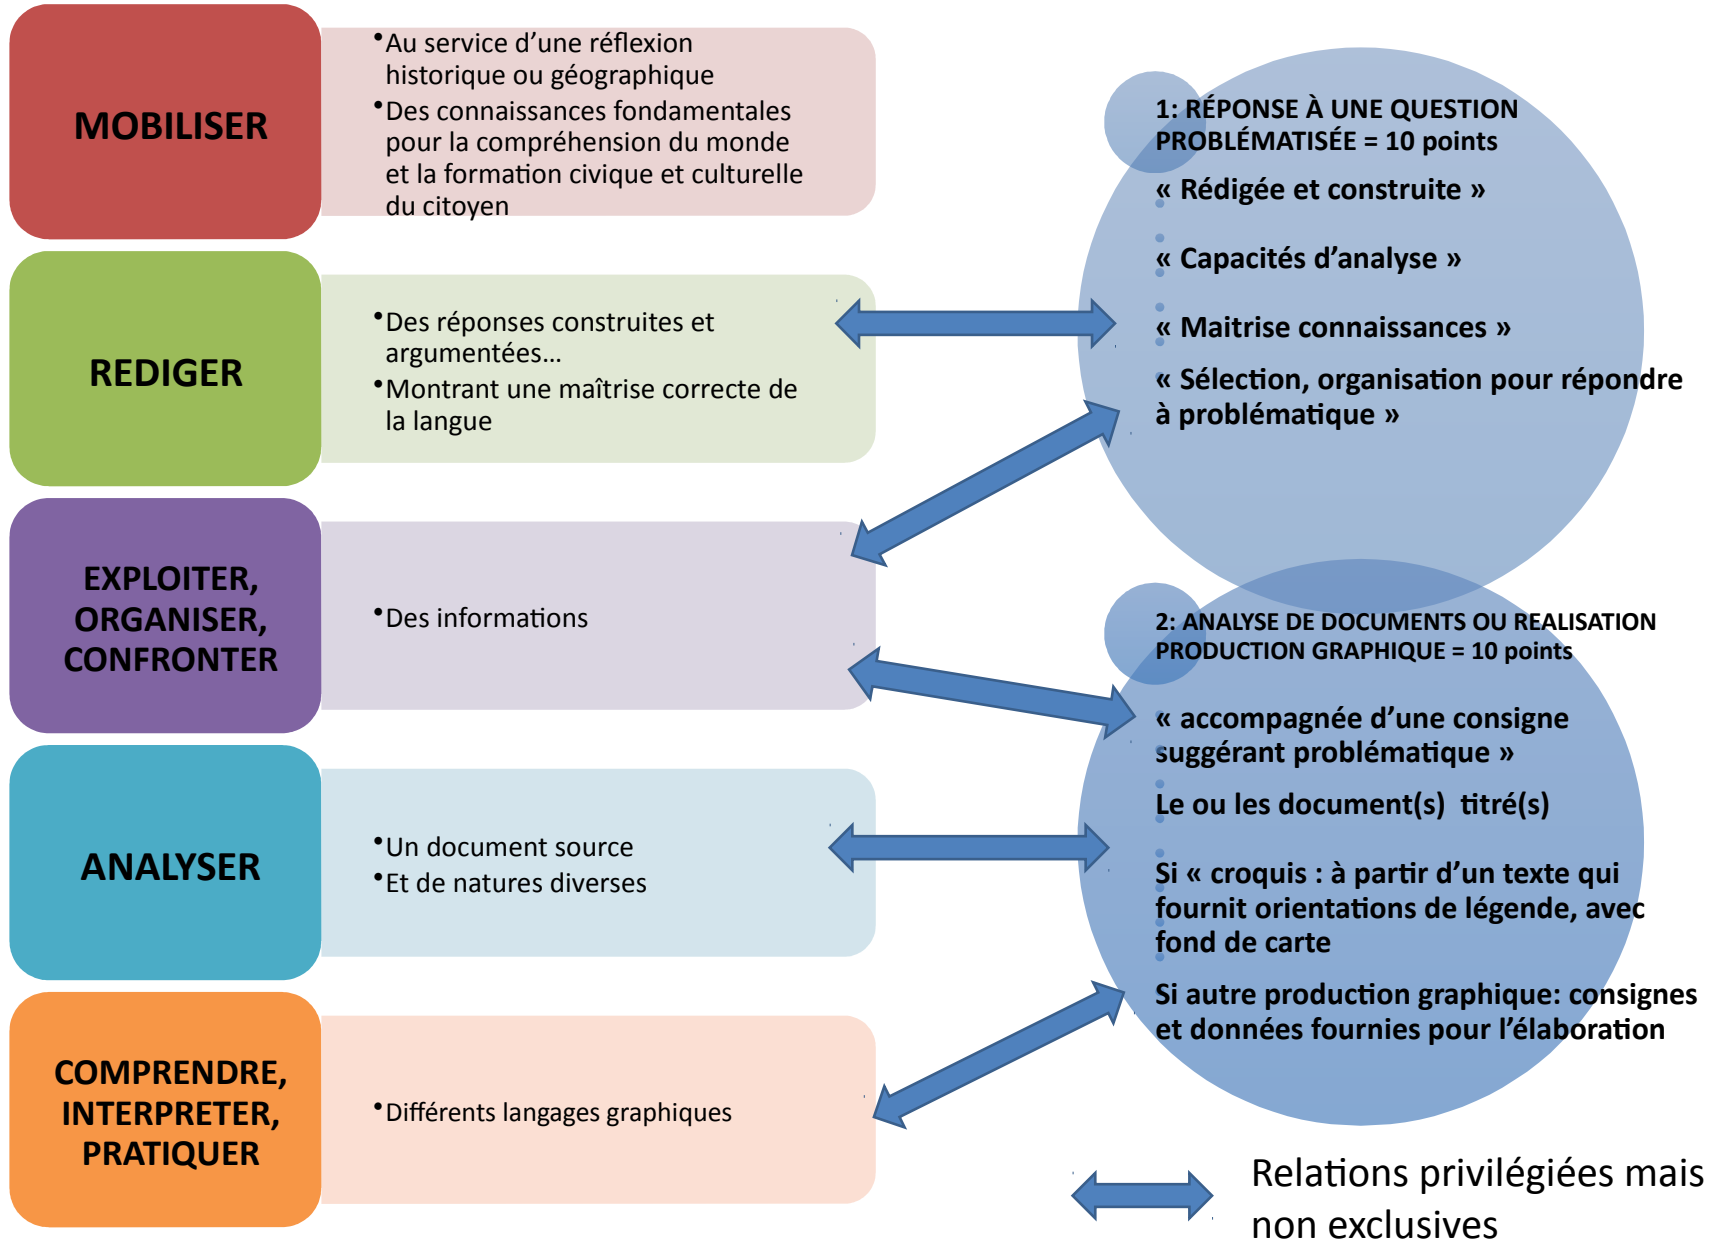 MOBILISER
•Au service d’une réflexion
historique ou géographique
•Des connaissances fondamentales
pour la compréhension du monde
et la formation civique et culturelle
du citoyen
REDIGER
•Des réponses construites et
argumentées…
•Montrant une maîtrise correcte de
la langue
EXPLOITER,
ORGANISER,
CONFRONTER
•Des informations
ANALYSER
•Un document source
•Et de natures diverses
COMPRENDRE,
INTERPRETER,
PRATIQUER
•Différents langages graphiques
1: RÉPONSE À UNE QUESTION
PROBLÉMATISÉE = 10 points
« Rédigée et construite »
« Capacités d’analyse »
« Maitrise connaissances »
« Sélection, organisation pour répondre
à problématique »
2: ANALYSE DE DOCUMENTS OU REALISATION
PRODUCTION GRAPHIQUE = 10 points
« accompagnée d’une consigne
suggérant problématique »
Le ou les document(s) titré(s)
Si « croquis : à partir d’un texte qui
fournit orientations de légende, avec
fond de carte
Si autre production graphique: consignes
et données fournies pour l’élaboration
Relations privilégiées mais
non exclusives